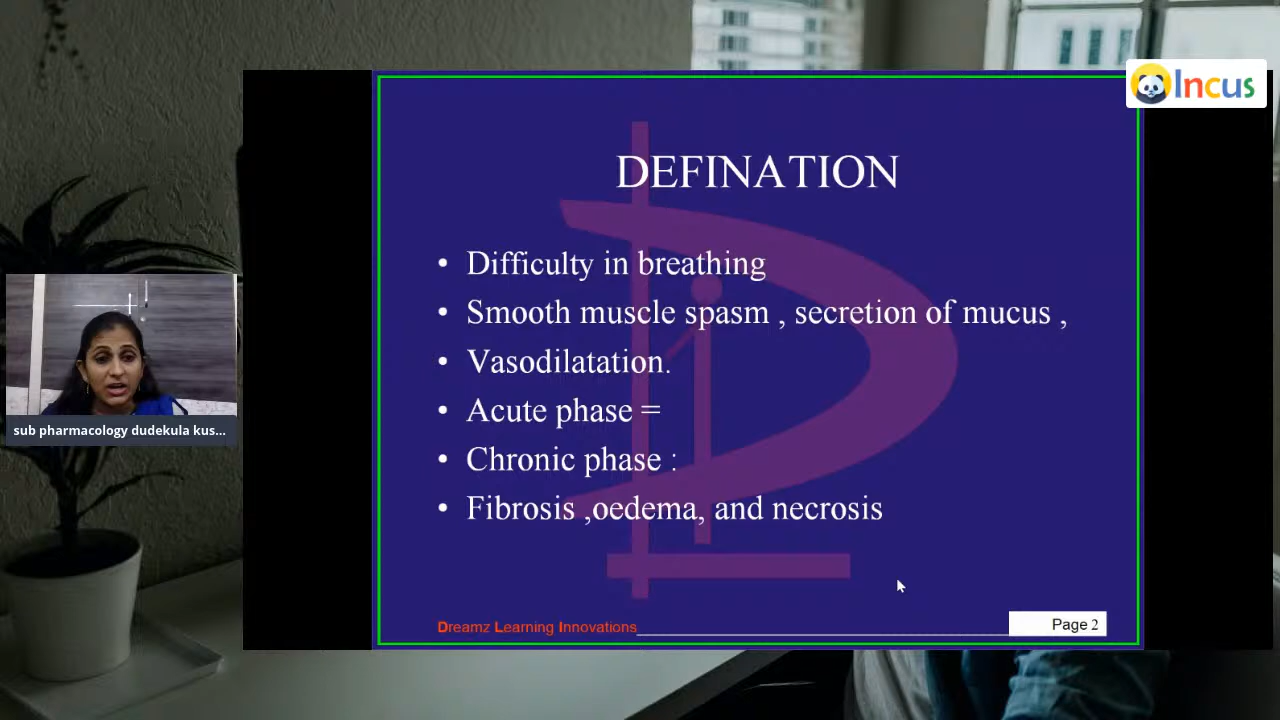 Incus
DEFINATION
• Difficulty in breathing
• Smooth muscle spasm , secretion of mucus ,
• Vasodilatation.
• Acute phase =
• Chronic phase :
• Fibrosis ,oedema, and necrosis
sub pharmacology dudekula kus...
Dreamz Learning Innovations
Page 2